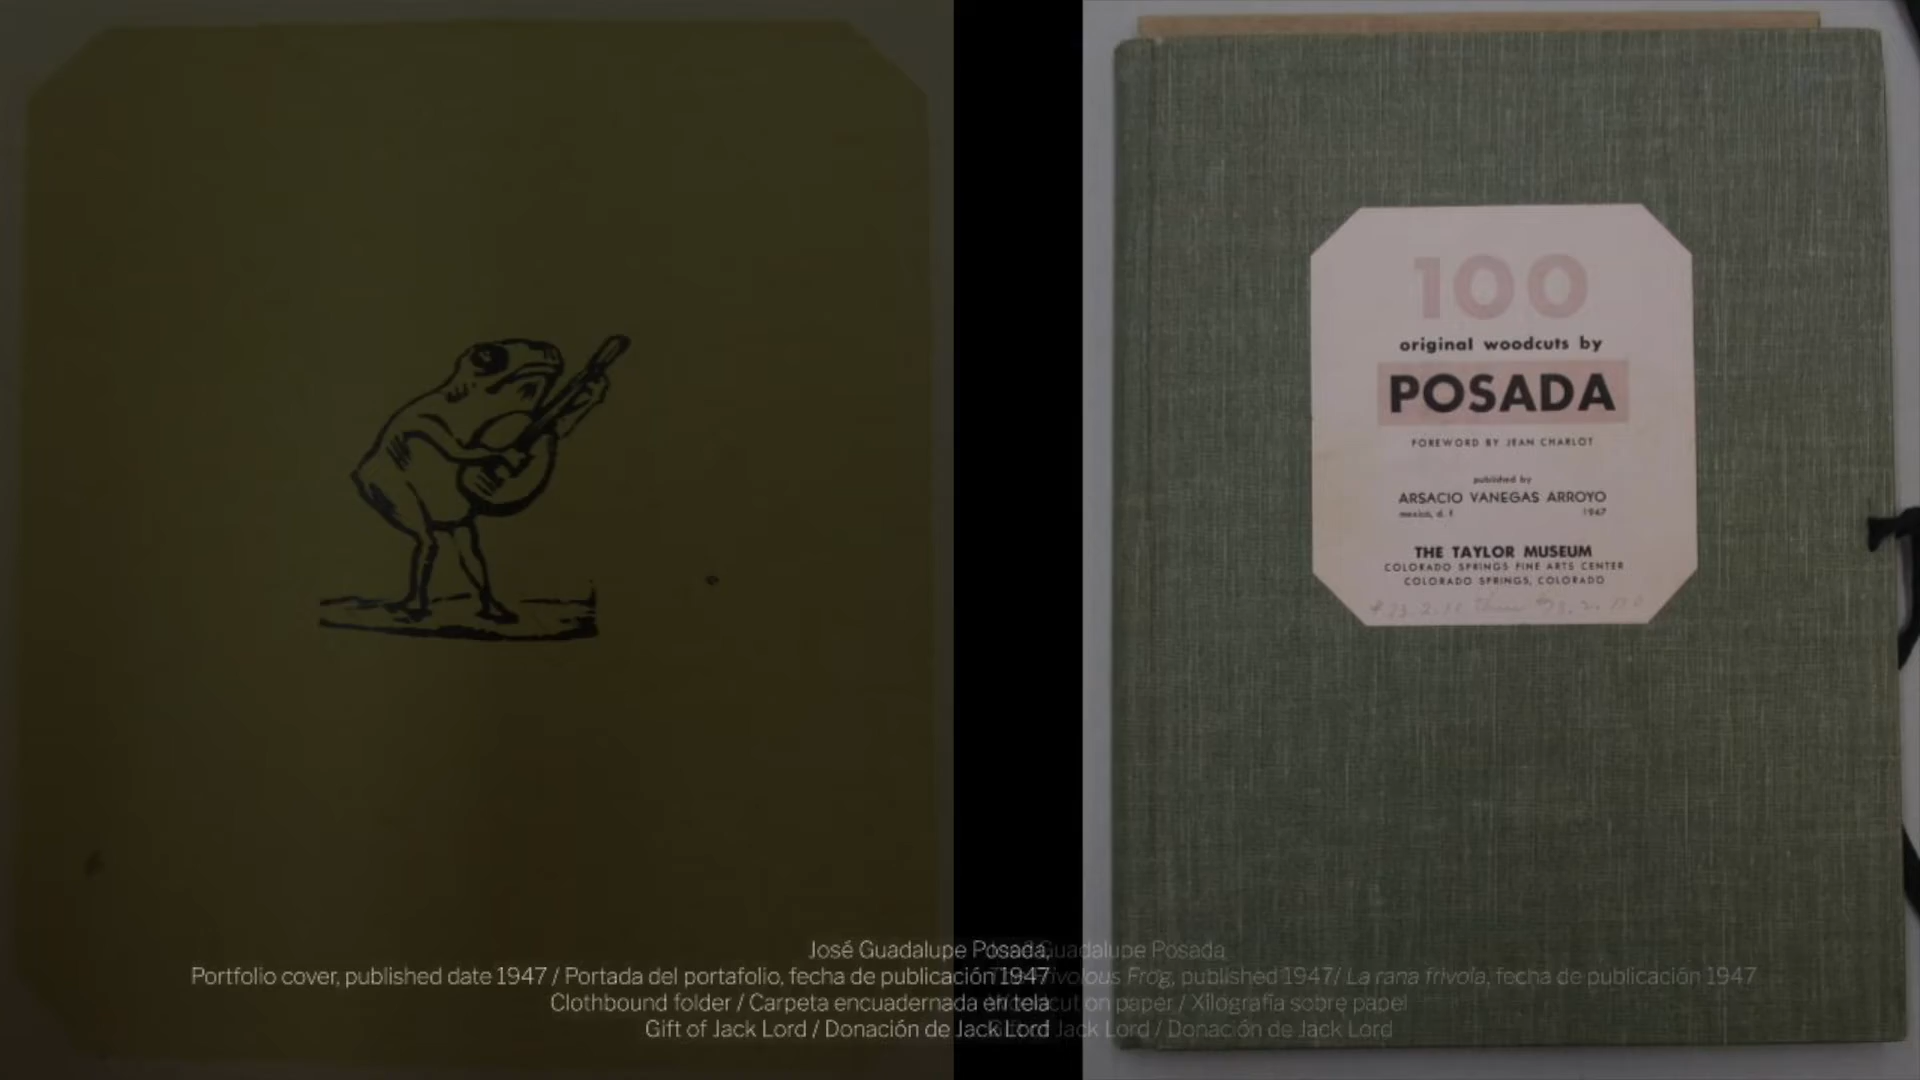 100
original woodcuts by
POSADA
FOREWORD BY JEAN CHARLOT
published by
ARSACIO VANEGAS ARROYO
mexico, d. f. 1947
THE TAYLOR MUSEUM
COLORADO SPRINGS FINE ARTS CENTER
COLORADO SPRINGS, COLORADO
José Guadalupe Posada,
Portfolio cover, published date 1947 / Portada del portafolio, fecha de publicación 1947
Clothbound folder / Carpeta encuadernada en tela
Gift of Jack Lord / Donación de Jack Lord
Guadalupe Posada,
Frog, published 1947/ La rana frivola, fecha de publicación 1947
on paper / Xilografía sobre papel
Jack Lord / Donación de Jack Lord